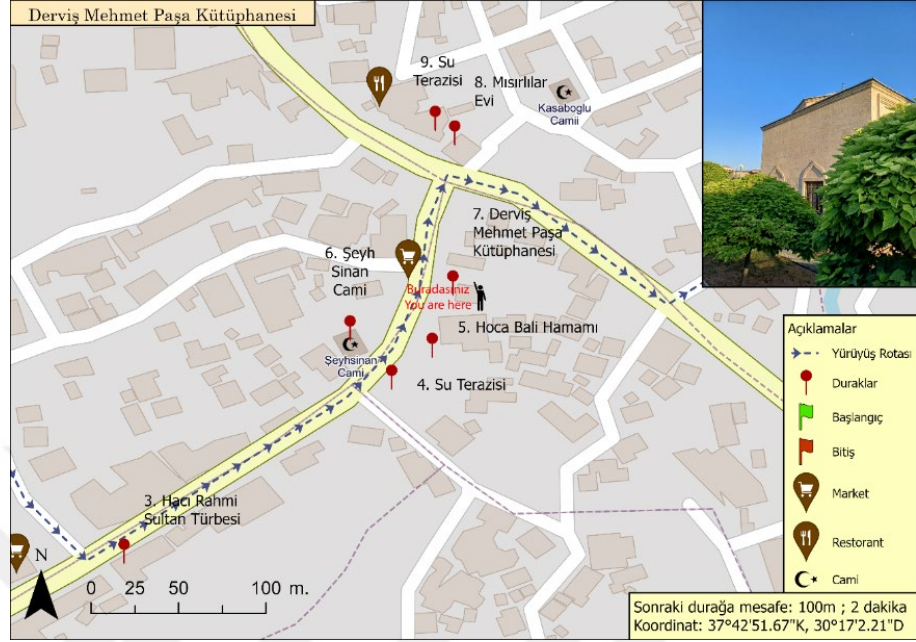 Derviş Mehmet Paşa Kütüphanesi
9. Su
Terazisi
8. Mısırlılar
Evi
Kasaboglu
Camii
7. Derviş
Mehmet Paşa
Kütüphanesi
6. Şeyh
Sinan
Cami
Buradasınız
You are here
5. Hoca Bali Hamamı
Şeyhsinan
Cami
4. Su Terazisi
3. Hacı Rahmi
Sultan Türbesi
N
0 25 50 100 m.
Açıklamalar
Yürüyüş Rotası
Duraklar
Başlangıç
Bitiş
Market
Restorant
Cami
Sonraki durağa mesafe: 100m ; 2 dakika
Koordinat: 37°42'51.67"K, 30°17'2.21"D